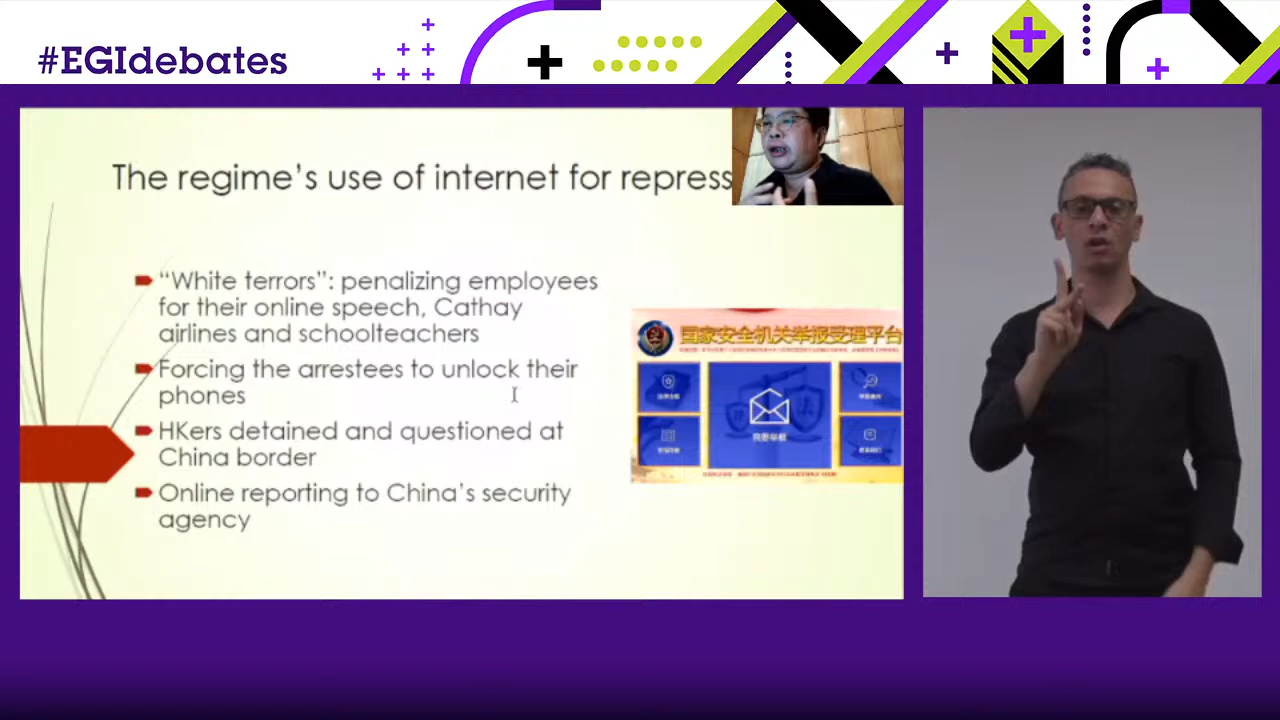 #EGIdebates
The regime's use of internet for repress
"White terrors": penalizing employees
for their online speech, Cathay
airlines and schoolteachers
Forcing the arrestees to unlock their
phones
HKers detained and questioned at
China border
Online reporting to China's security
agency
国家安全机关举报受理平台
我要举报